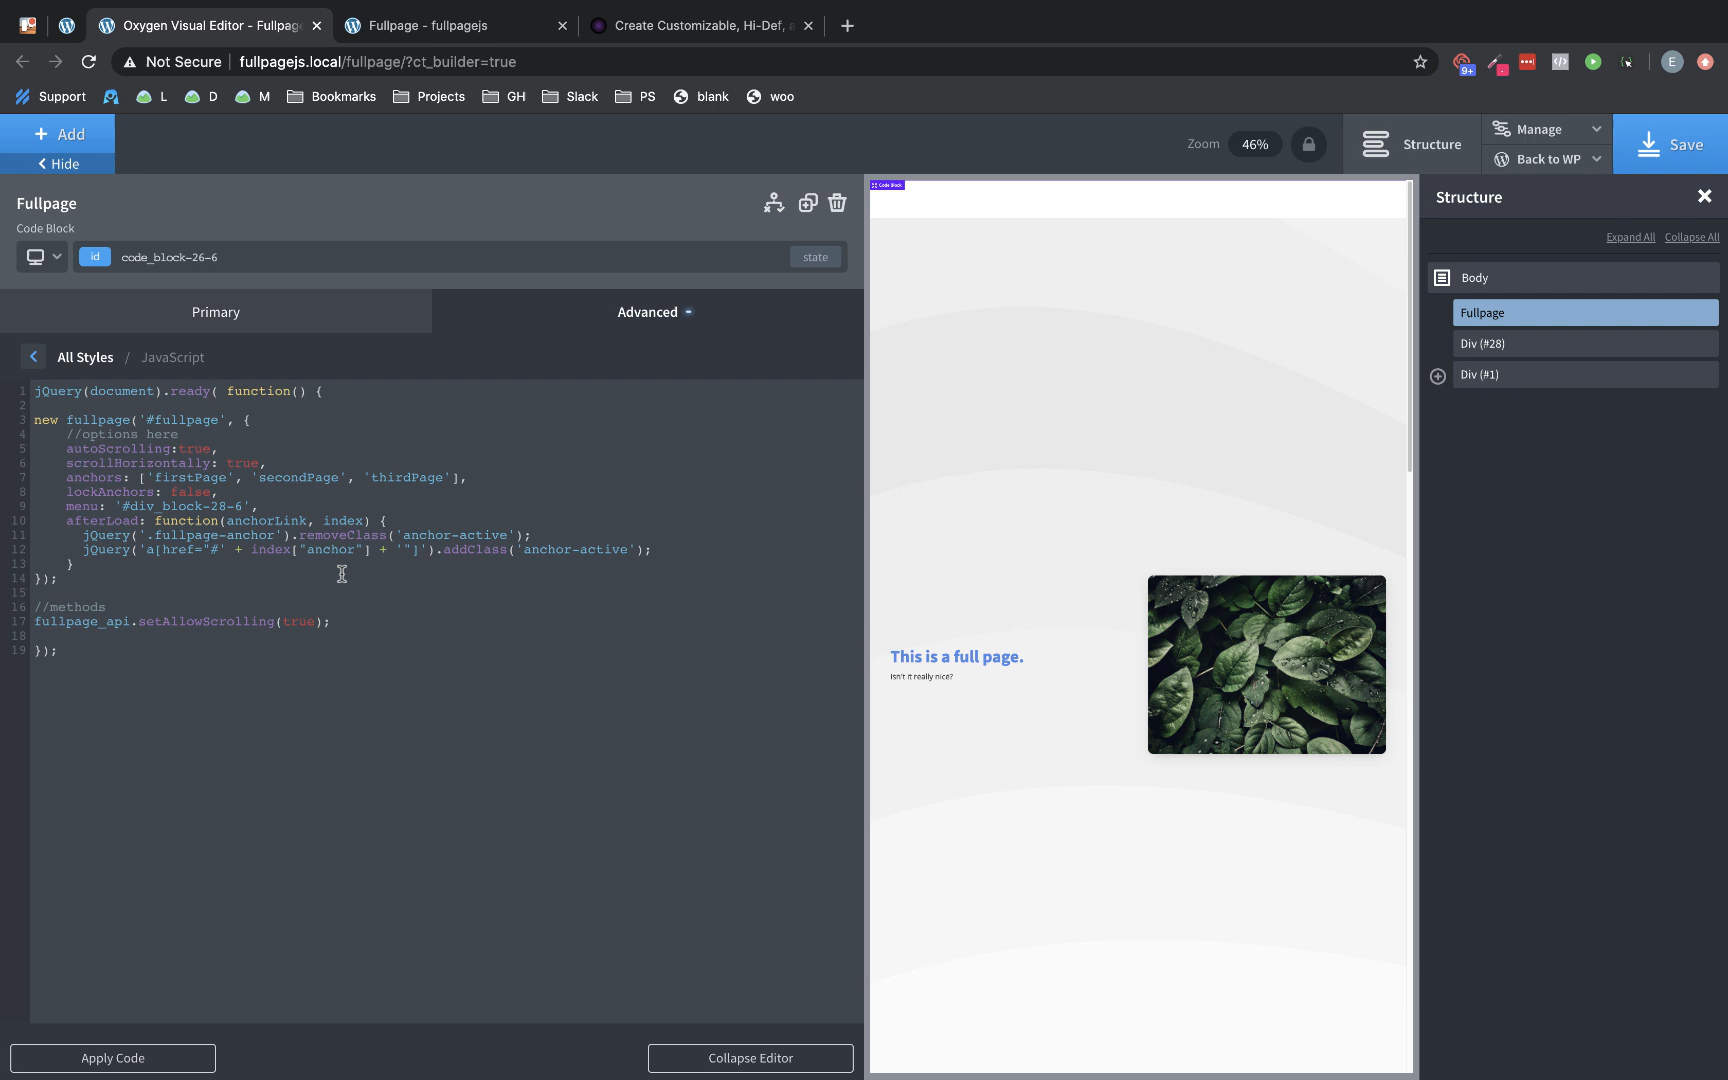 Oxygen Visual Editor - Fullpag
Fullpage - fullpagejs
Create Customizable, Hi-Def, a
Not Secure
fullpagejs.local/fullpage/?ct_builder=true
9+
E
Support
L
D
M
Bookmarks
Projects
GH
Slack
PS
blank
woo
+ Add
Hide
Zoom
46%
Structure
Manage
Back to WP
Save
Fullpage
Code Block
id
code_block-26-6
state
Primary
Advanced
All Styles / JavaScript
1 jQuery(document).ready( function() {
2
3 new fullpage('#fullpage', {
4 //options here
5 autoScrolling:true,
6 scrollHorizontally: true,
7 anchors: ['firstPage', 'secondPage', 'thirdPage'],
8 lockAnchors: false,
9 menu: '#div_block-28-6',
10 afterLoad: function(anchorLink, index) {
11 jQuery('.fullpage-anchor').removeClass('anchor-active');
12 jQuery('a[href="#' + index["anchor"] + '"]').addClass('anchor-active');
13 }
14 });
15
16 //methods
17 fullpage_api.setAllowScrolling(true);
18
19 });
Apply Code
Collapse Editor
Code Block
This is a full page.
Isn't it really nice?
Structure
Expand All
Collapse All
Body
Fullpage
Div (#28)
Div (#1)